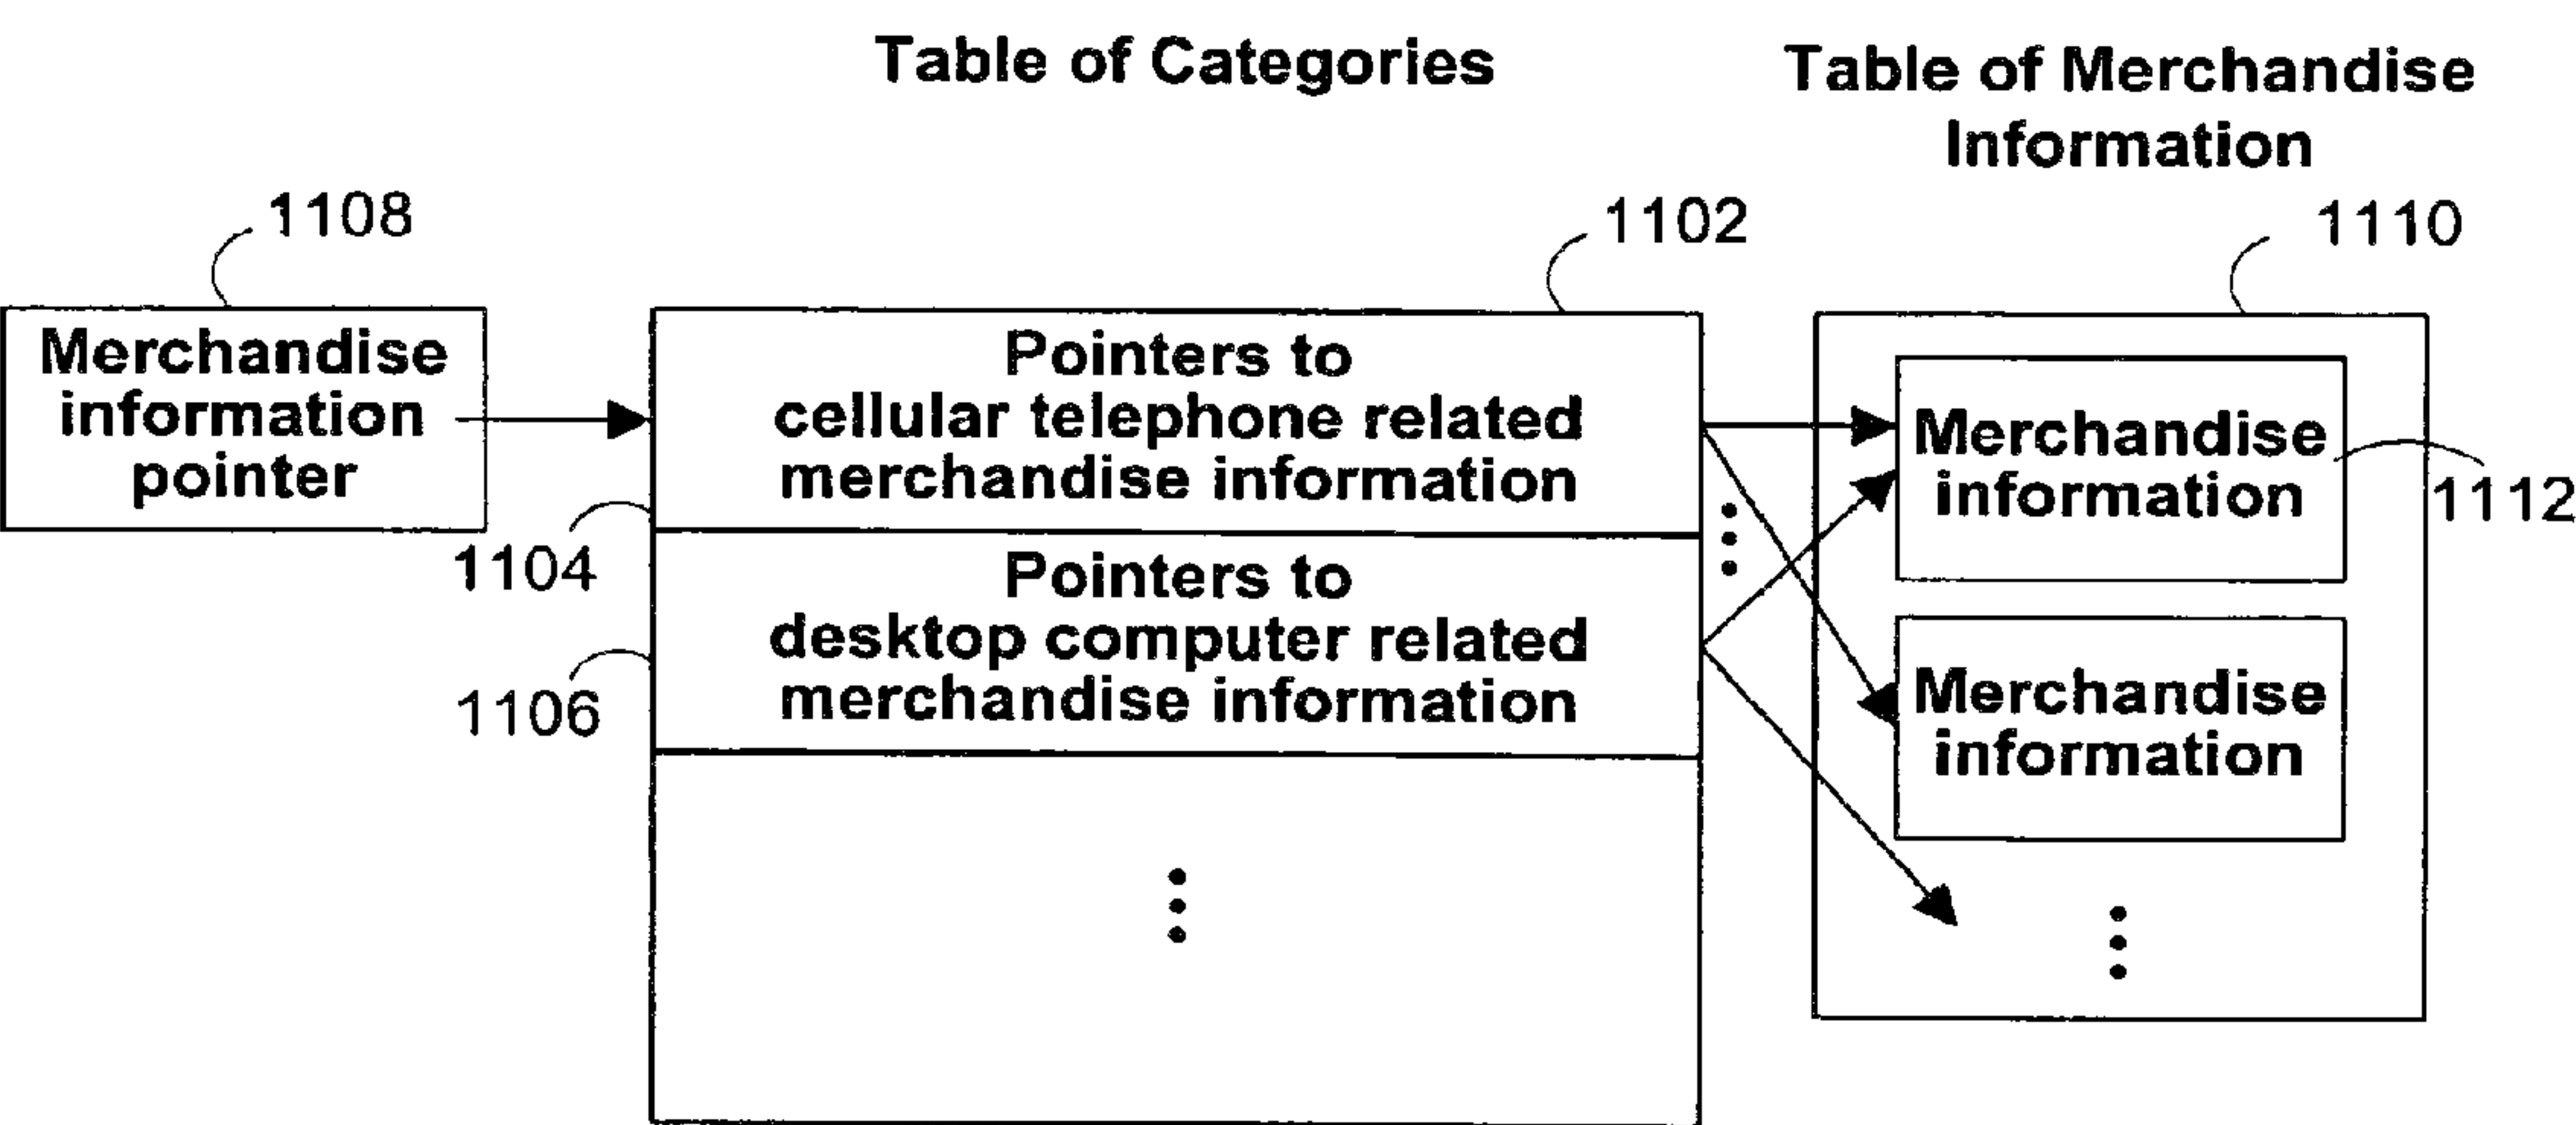 Table of Categories
Table of Merchandise
Information
1108
1102
1110
Merchandise
information
pointer
Pointers to
cellular telephone related
merchandise information
Merchandise
information
1112
1104
Pointers to
desktop computer related
merchandise information
1106
Merchandise
information